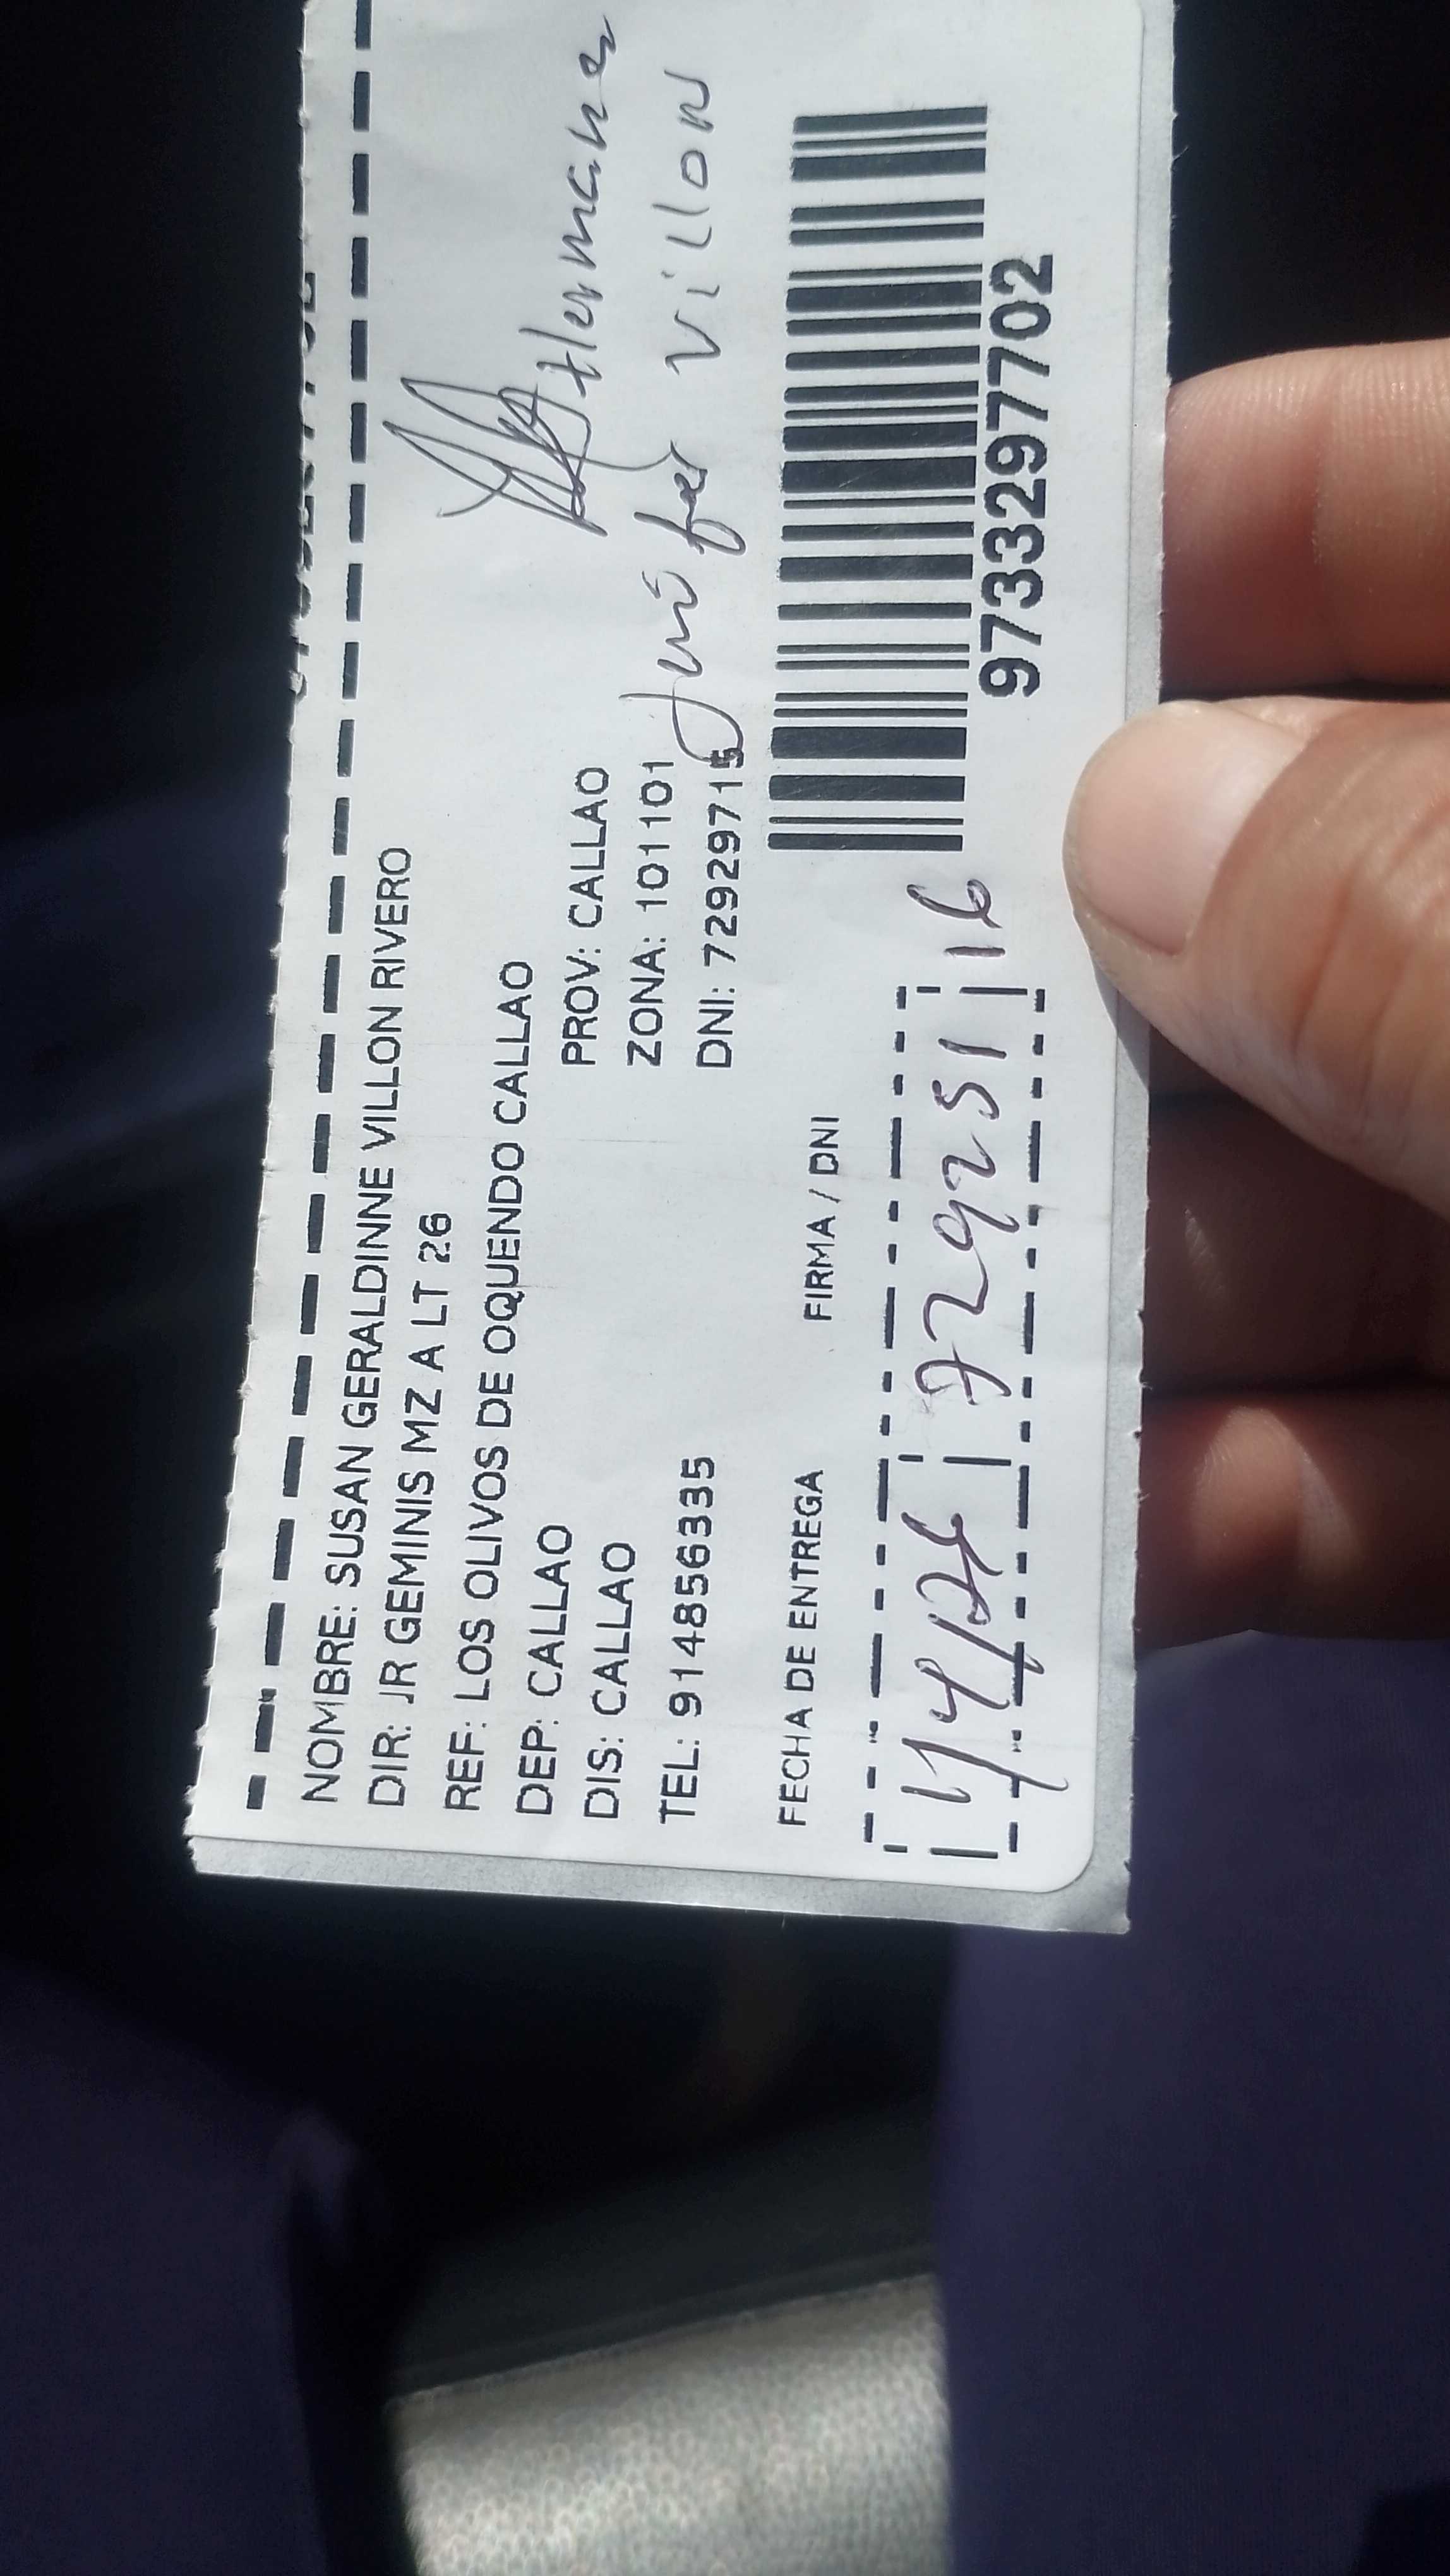 NOMBRE: SUSAN GERALDINNE VILLON RIVERO
DIR: JR GEMINIS MZ A LT 26
REF: LOS OLIVOS DE OQUENDO CALLAO
DEP: CALLAO PROV: CALLAO
DIS: CALLAO ZONA: 101101
TEL: 914856335 DNI: 72929715
Hermana
Villon
FECHA DE ENTREGA FIRMA / DNI
9733297702